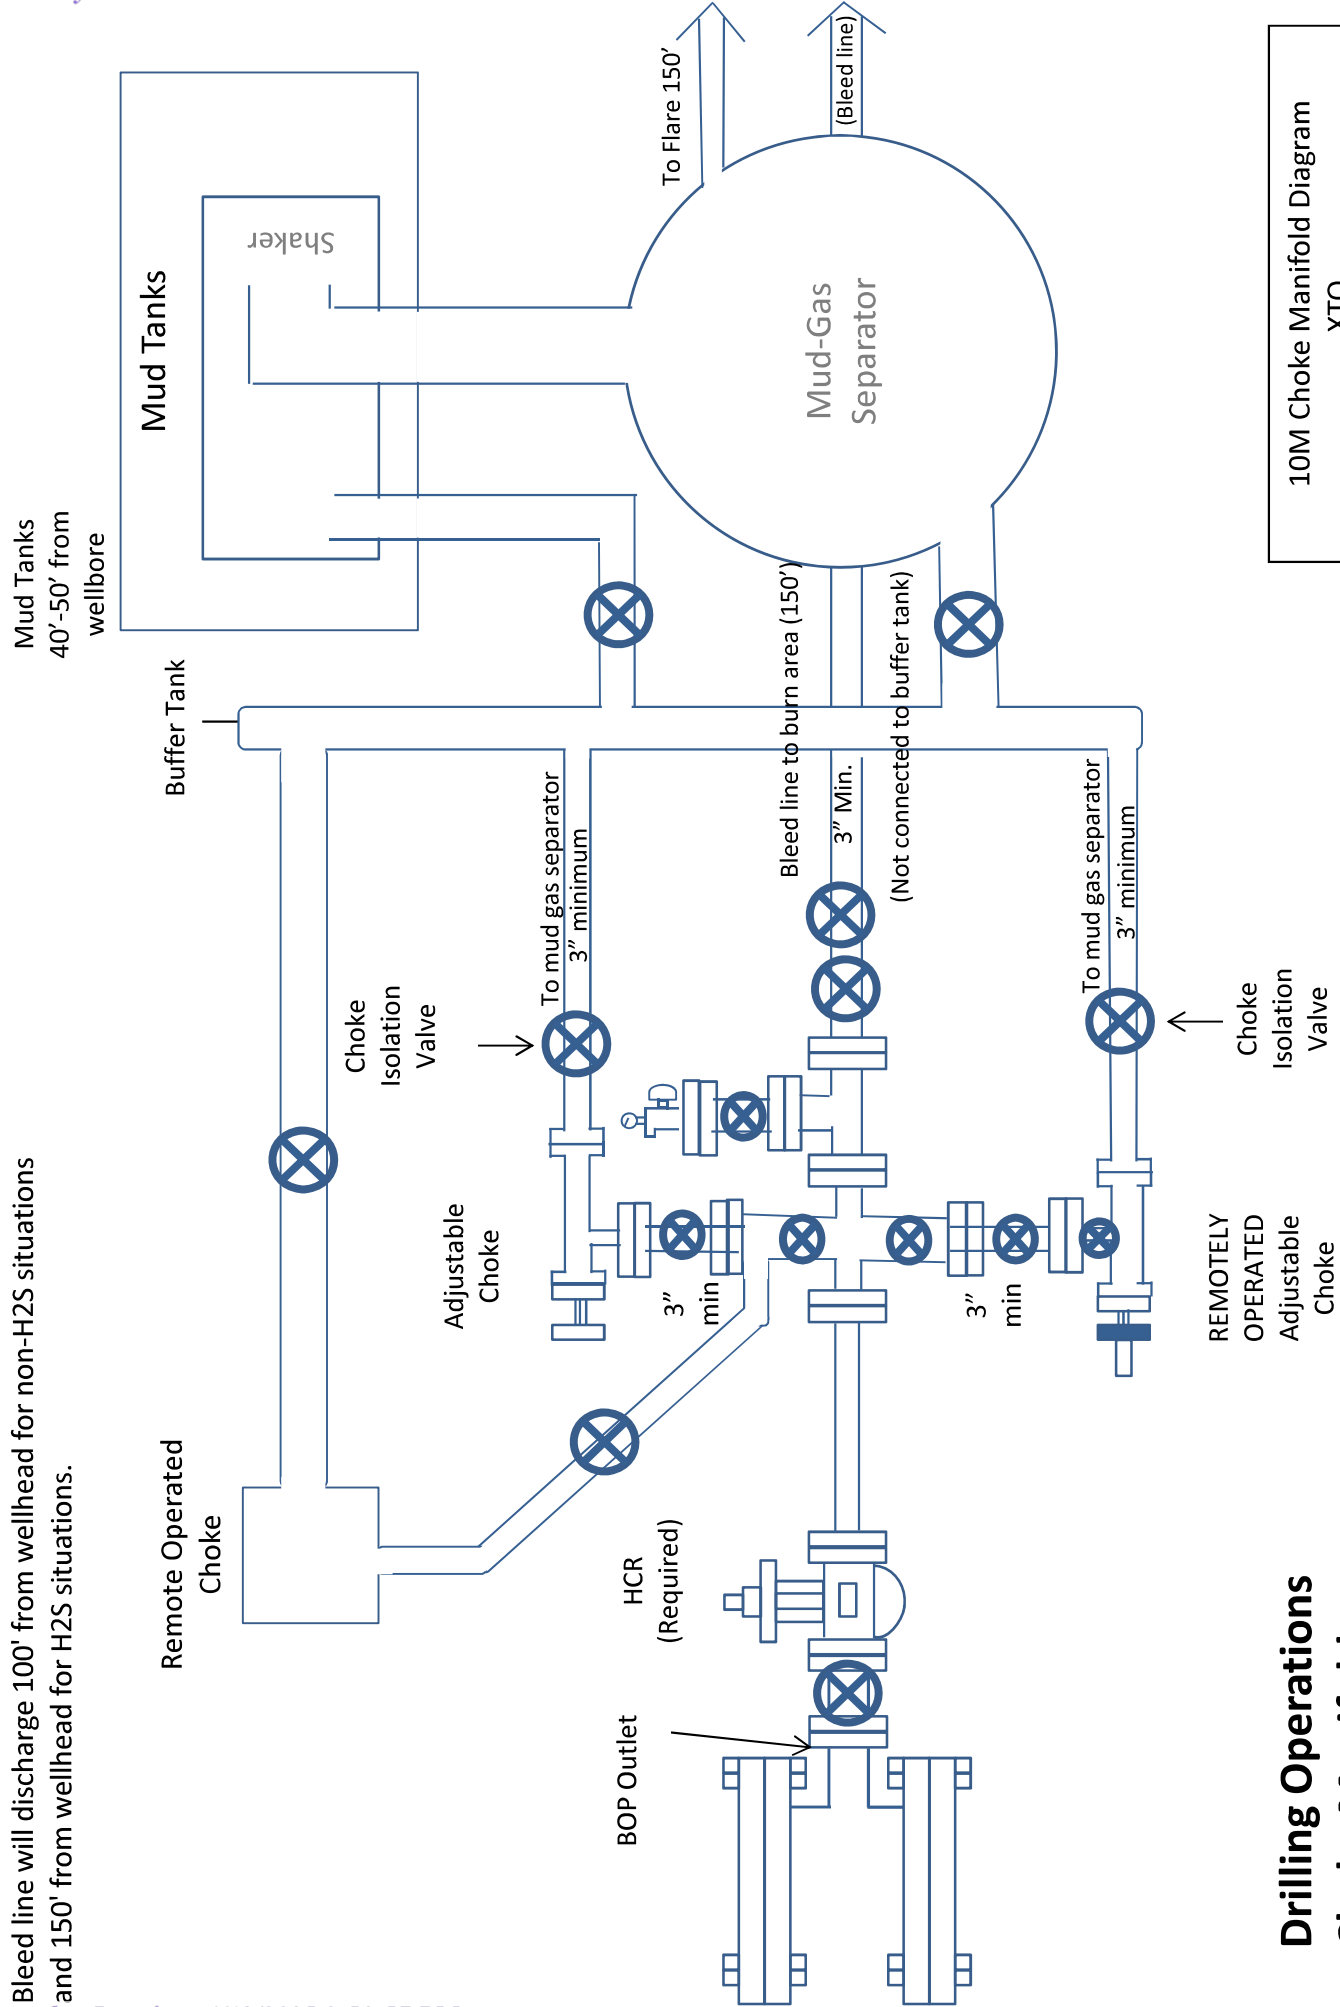 Bleed line will discharge 100' from wellhead for non-H2S situations
and 150' from wellhead for H2S situations.
Mud Tanks
40'-50' from
wellbore
Mud Tanks
Shaker
Buffer Tank
Remote Operated
Choke
Choke
Isolation
Valve
Adjustable
Choke
To mud gas separator
3” minimum
To Flare 150’
(Bleed line)
Mud-Gas
Separator
Bleed line to burn area (150’)
3” Min.
(Not connected to buffer tank)
3”
min
HCR
(Required)
BOP Outlet
3”
min
To mud gas separator
3” minimum
Choke
Isolation
Valve
REMOTELY
OPERATED
Adjustable
Choke
10M Choke Manifold Diagram
XTO
Drilling Operations